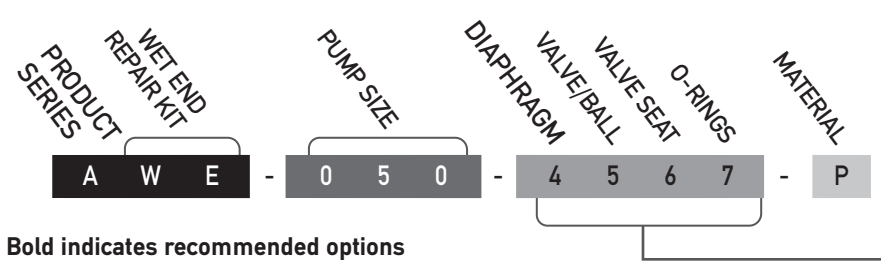 PRODUCT
SERIES
WET END
REPAIR KIT
PUMP SIZE
DIAPHRAGM
VALVE/BALL
VALVE SEAT
O-RINGS
MATERIAL
A W E - 0 5 0 - 4 5 6 7 - P
Bold indicates recommended options